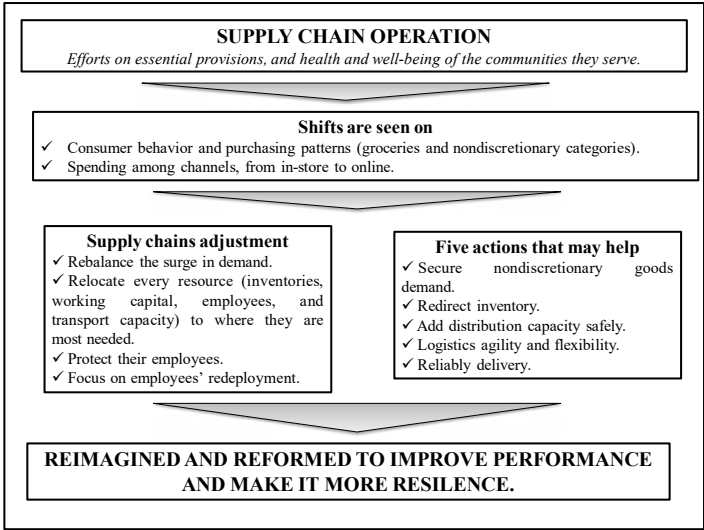 SUPPLY CHAIN OPERATION
Efforts on essential provisions, and health and well-being of the communities they serve.
Shifts are seen on
✓ Consumer behavior and purchasing patterns (groceries and nondiscretionary categories).
✓ Spending among channels, from in-store to online.
Supply chains adjustment
✓ Rebalance the surge in demand.
✓ Relocate every resource (inventories,
working capital, employees, and
transport capacity) to where they are
most needed.
✓ Protect their employees.
✓ Focus on employees’ redeployment.
Five actions that may help
✓ Secure nondiscretionary goods
demand.
✓ Redirect inventory.
✓ Add distribution capacity safely.
✓ Logistics agility and flexibility.
✓ Reliably delivery.
REIMAGINED AND REFORMED TO IMPROVE PERFORMANCE
AND MAKE IT MORE RESILENCE.